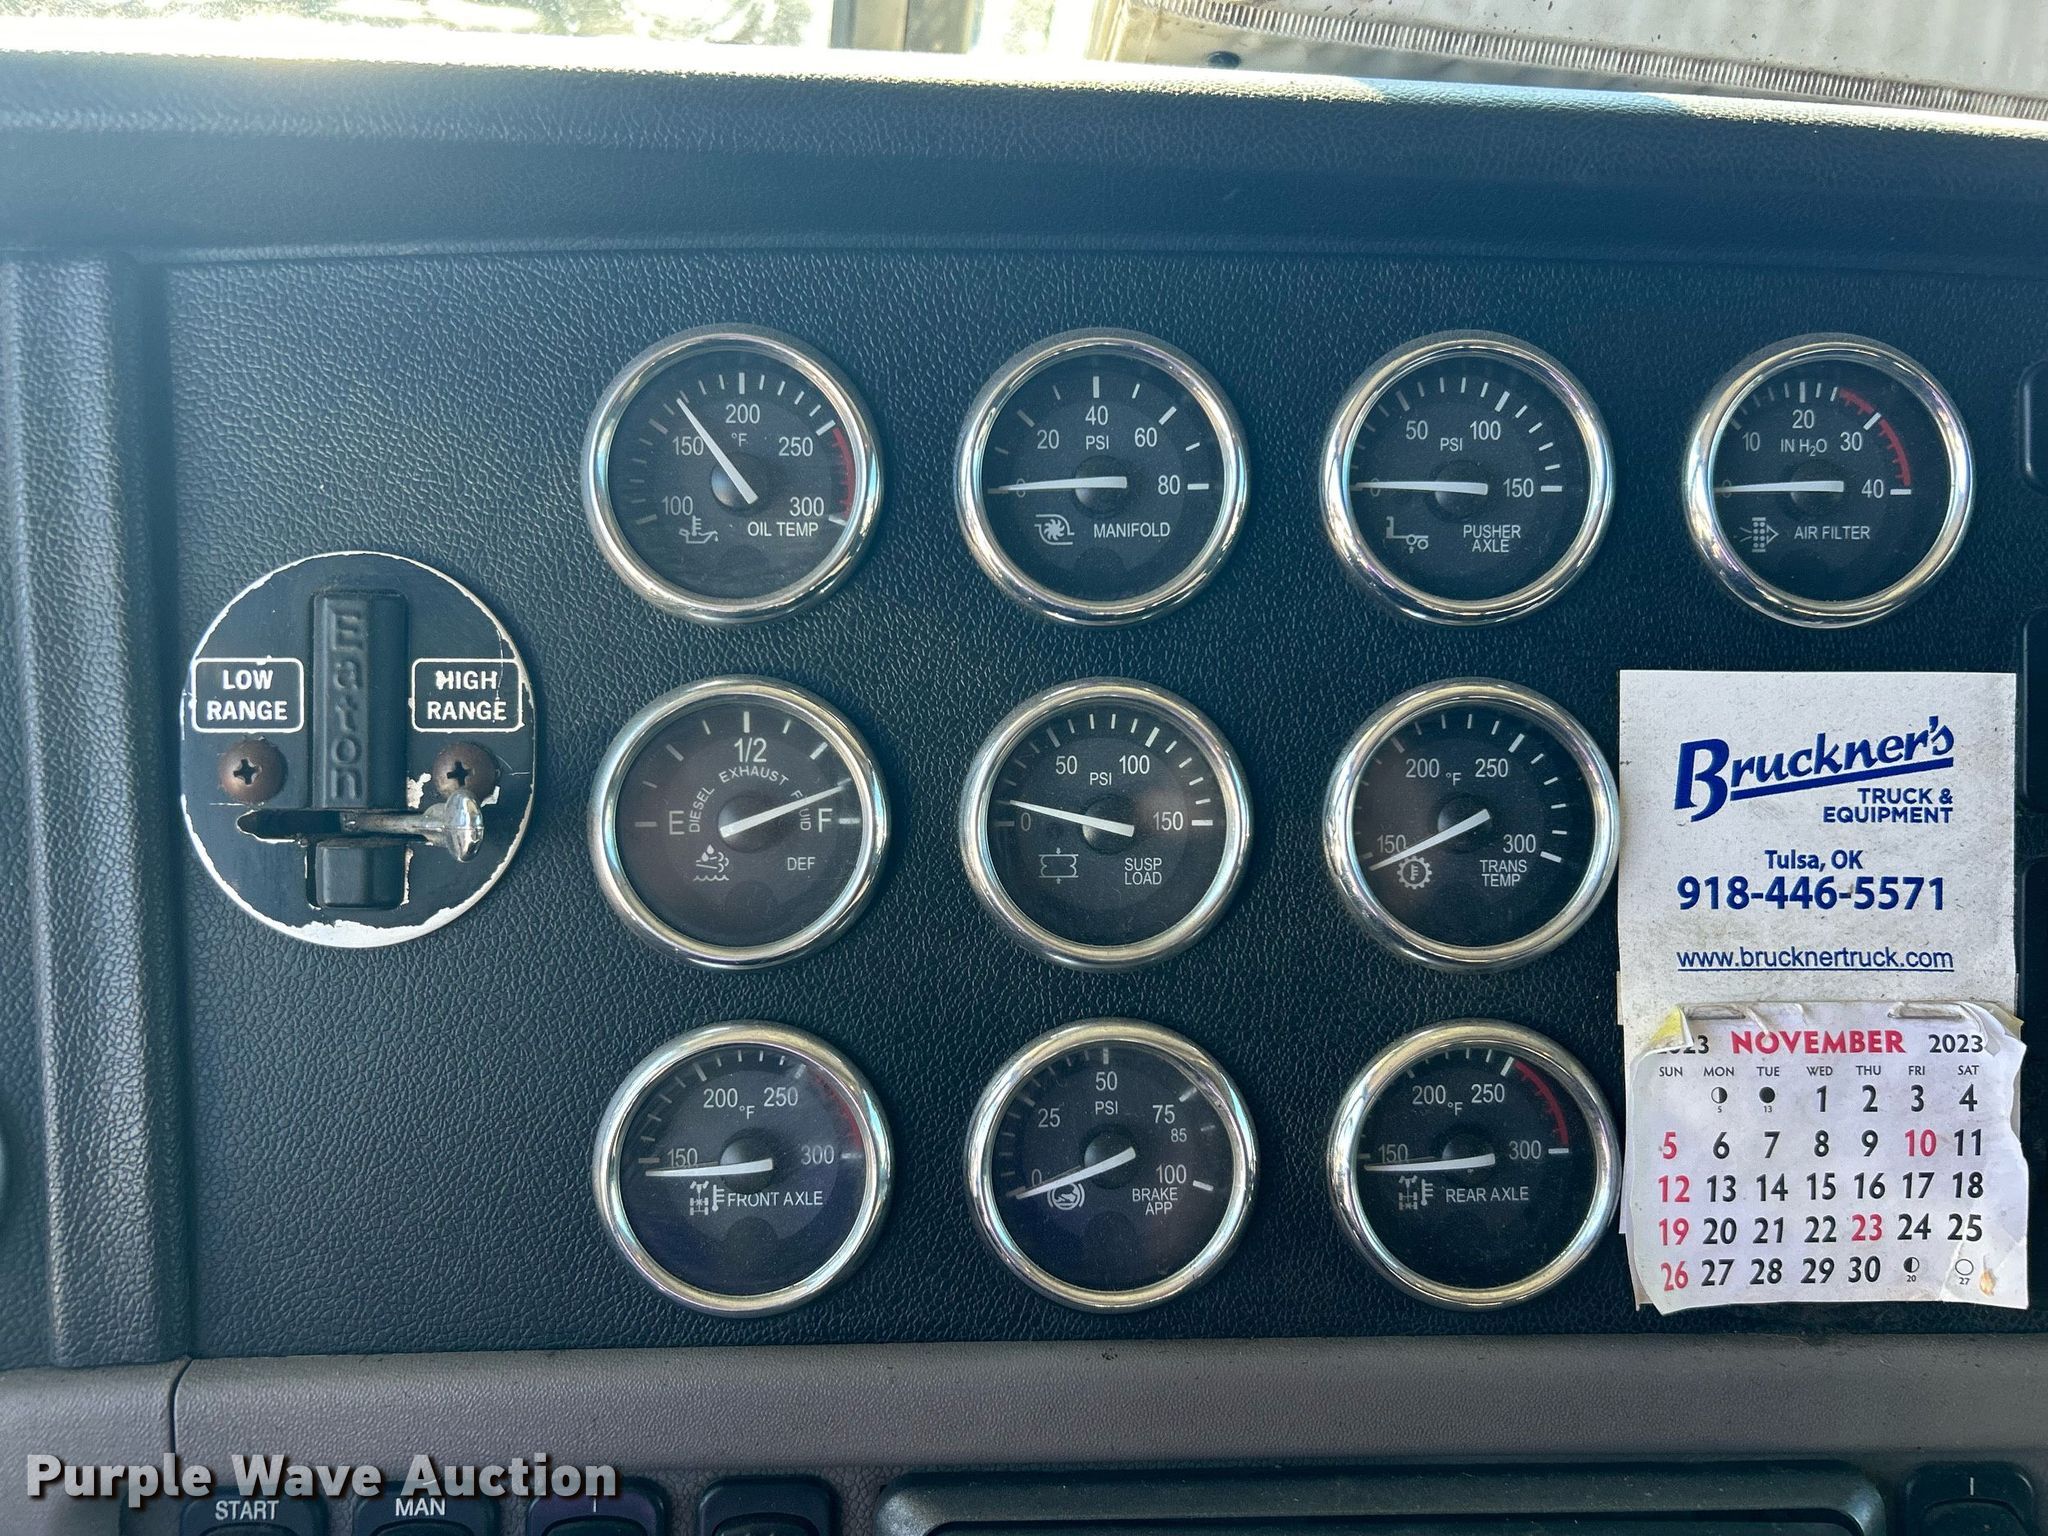 200
°F
150
250
100
300
OIL TEMP
40
20
PSI
60
0
80
MANIFOLD
50
PSI
100
0
150
PUSHER
AXLE
20
10
IN H₂O
30
40
AIR FILTER
LOW
RANGE
EATON
HIGH
RANGE
1/2
DIESEL EXHAUST FLUID
E
F
DEF
50
PSI
100
0
150
SUSP
LOAD
200
°F
250
150
300
TRANS
TEMP
Bruckner's
TRUCK &
EQUIPMENT
Tulsa, OK
918-446-5571
www.brucknertruck.com
200
°F
250
150
300
FRONT AXLE
50
25
PSI
75
85
0
100
BRAKE
APP
200
°F
250
150
300
REAR AXLE
2023 NOVEMBER 2023
SUN MON TUE WED THU FRI SAT
5 13 1 2 3 4
5 6 7 8 9 10 11
12 13 14 15 16 17 18
19 20 21 22 23 24 25
26 27 28 29 30 20 27
START
MAN
Purple Wave Auction